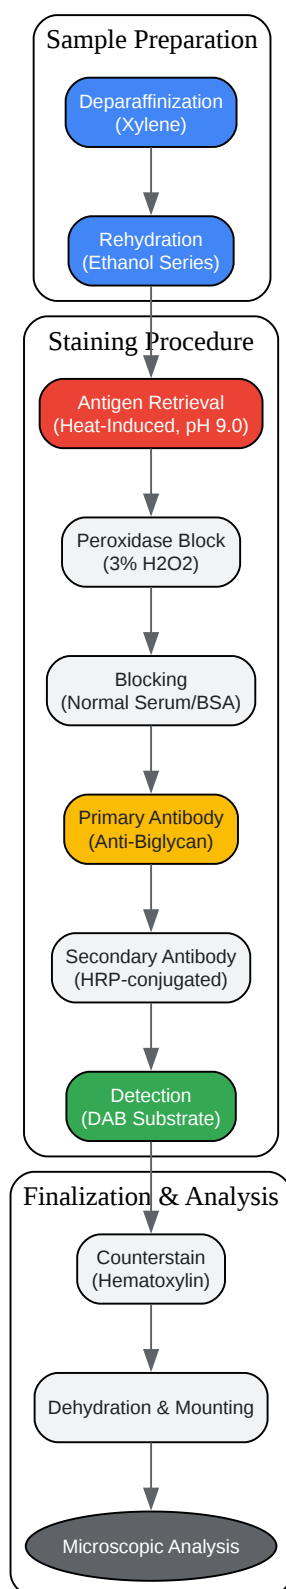 Sample Preparation
Deparaffinization
(Xylene)
Rehydration
(Ethanol Series)
Staining Procedure
Antigen Retrieval
(Heat-Induced, pH 9.0)
Peroxidase Block
(3% H2O2)
Blocking
(Normal Serum/BSA)
Primary Antibody
(Anti-Biglycan)
Secondary Antibody
(HRP-conjugated)
Detection
(DAB Substrate)
Finalization & Analysis
Counterstain
(Hematoxylin)
Dehydration & Mounting
Microscopic Analysis